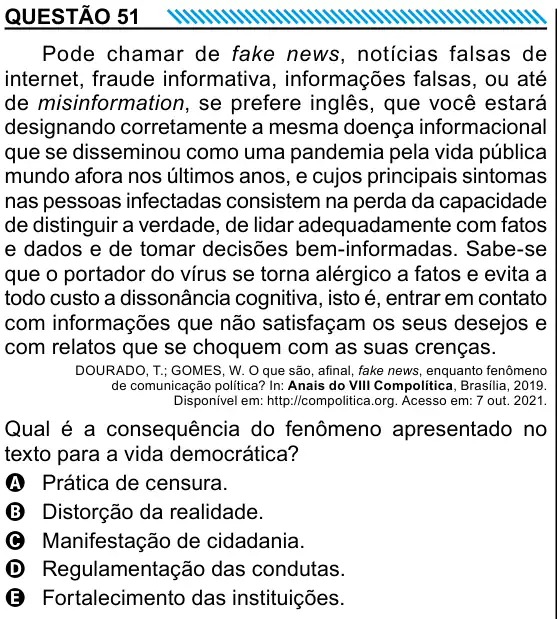 QUESTÃO 51
Pode chamar de fake news, notícias falsas de
internet, fraude informativa, informações falsas, ou até
de misinformation, se prefere inglês, que você estará
designando corretamente a mesma doença informacional
que se disseminou como uma pandemia pela vida pública
mundo afora nos últimos anos, e cujos principais sintomas
nas pessoas infectadas consistem na perda da capacidade
de distinguir a verdade, de lidar adequadamente com fatos
e dados e de tomar decisões bem-informadas. Sabe-se
que o portador do vírus se torna alérgico a fatos e evita a
todo custo a dissonância cognitiva, isto é, entrar em contato
com informações que não satisfaçam os seus desejos e
com relatos que se choquem com as suas crenças.
DOURADO, T.; GOMES, W. O que são, afinal, fake news, enquanto fenômeno
de comunicação política? In: Anais do VIII Compolítica, Brasília, 2019.
Disponível em: http://compolitica.org. Acesso em: 7 out. 2021.
Qual é a consequência do fenômeno apresentado no
texto para a vida democrática?
A Prática de censura.
B Distorção da realidade.
C Manifestação de cidadania.
D Regulamentação das condutas.
E Fortalecimento das instituições.